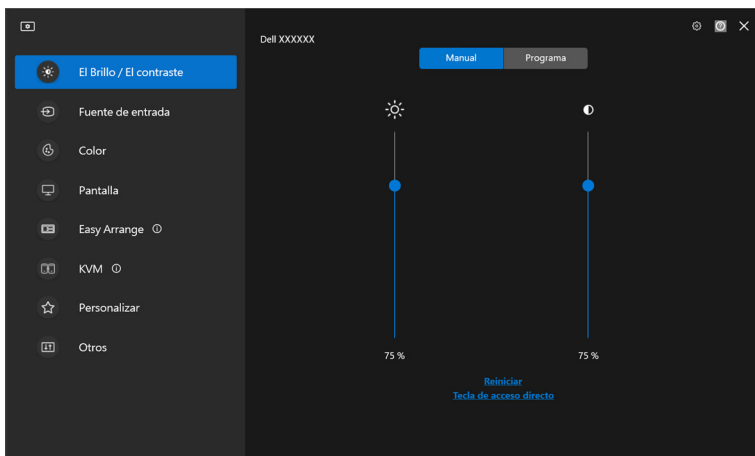 Dell XXXXXX
Manual
Programa
El Brillo / El contraste
Fuente de entrada
Color
Pantalla
Easy Arrange
KVM
Personalizar
Otros
75 %
75 %
Reiniciar
Tecla de acceso directo